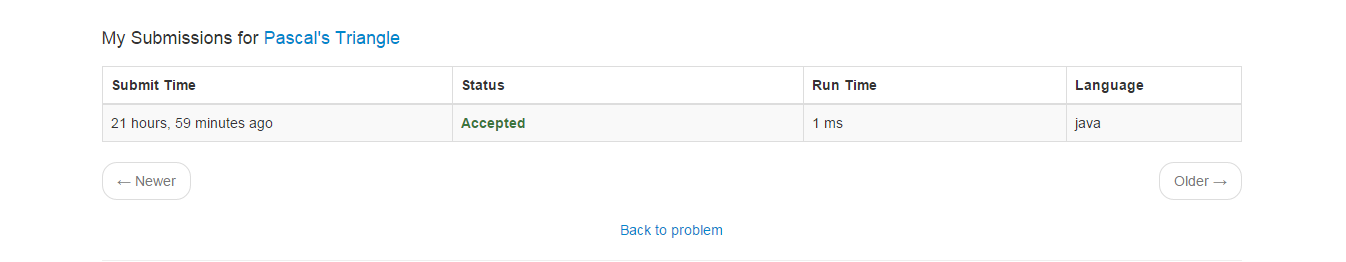 My Submissions for Pascal's Triangle
Submit Time Status Run Time Language
21 hours, 59 minutes ago Accepted 1 ms java
← Newer Older →
Back to problem